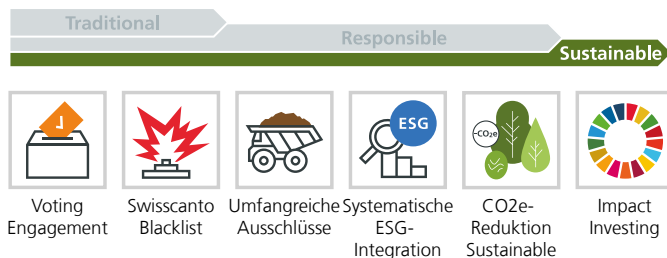 Traditional
Responsible
Sustainable
ESG
-CO₂e
Voting
Engagement
Swisscanto
Blacklist
Umfangreiche
Ausschlüsse
Systematische
ESG-
Integration
CO2e-
Reduktion
Sustainable
Impact
Investing